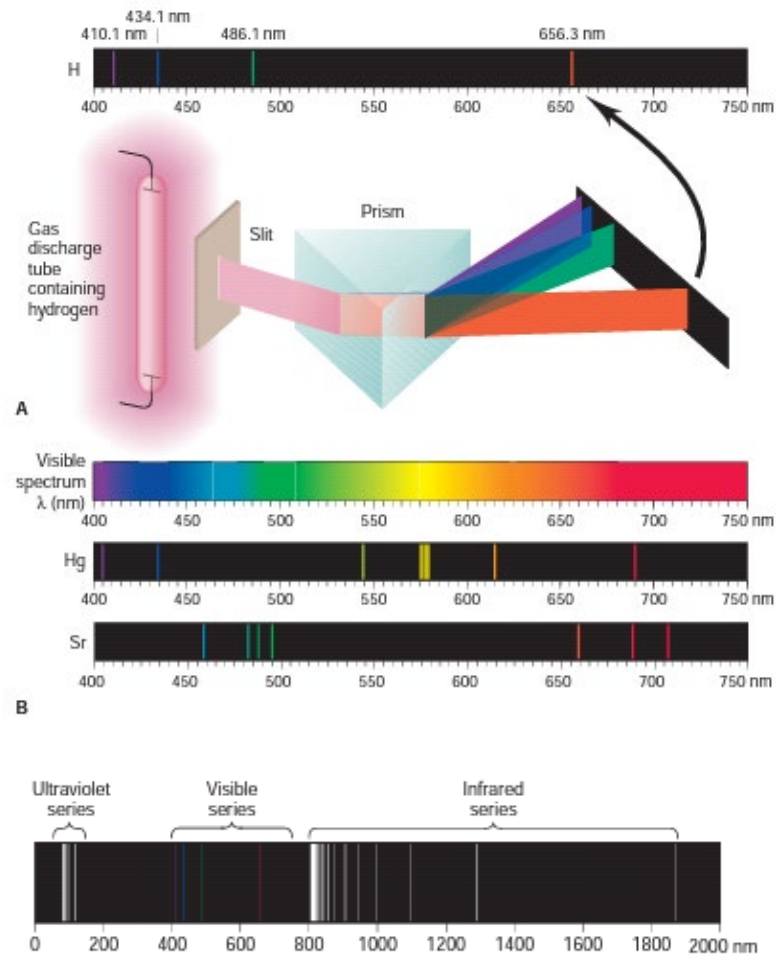 434.1 nm
410.1 nm 486.1 nm 656.3 nm
H
400 450 500 550 600 650 700 750 nm
Prism
Slit
Gas
discharge
tube
containing
hydrogen
A
Visible
spectrum
λ (nm)
400 450 500 550 600 650 700 750 nm
Hg
400 450 500 550 600 650 700 750 nm
Sr
400 450 500 550 600 650 700 750 nm
B
Ultraviolet
series
Visible
series
Infrared
series
0 200 400 600 800 1000 1200 1400 1600 1800 2000 nm